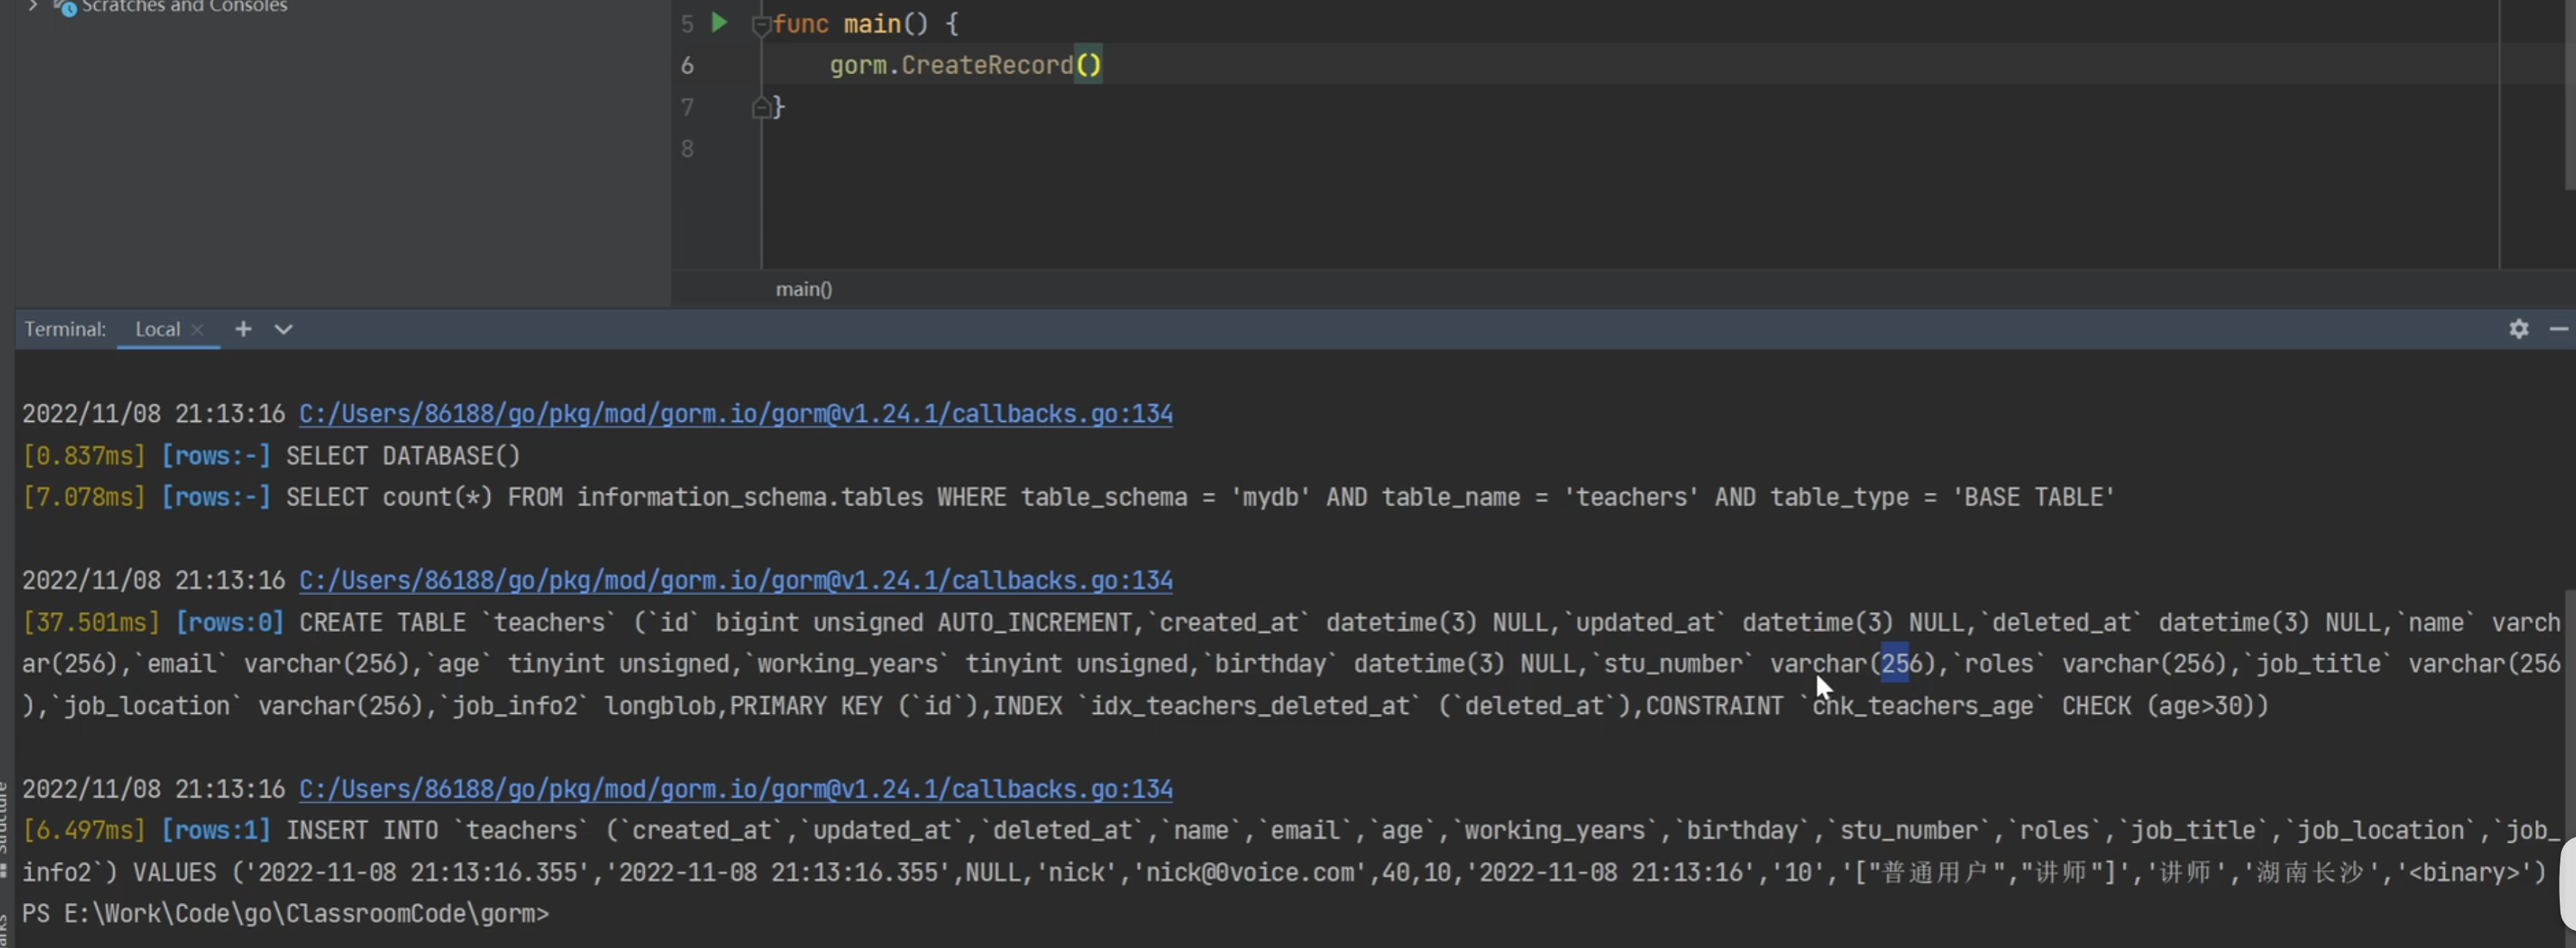 Scratches and Consoles
5 func main() {
6 gorm.CreateRecord()
7 }
8
main()
Terminal: Local × +
2022/11/08 21:13:16 C:/Users/86188/go/pkg/mod/gorm.io/gorm@v1.24.1/callbacks.go:134
[0.837ms] [rows:-] SELECT DATABASE()
[7.078ms] [rows:-] SELECT count(*) FROM information_schema.tables WHERE table_schema = 'mydb' AND table_name = 'teachers' AND table_type = 'BASE TABLE'
2022/11/08 21:13:16 C:/Users/86188/go/pkg/mod/gorm.io/gorm@v1.24.1/callbacks.go:134
[37.501ms] [rows:0] CREATE TABLE `teachers` (`id` bigint unsigned AUTO_INCREMENT,`created_at` datetime(3) NULL,`updated_at` datetime(3) NULL,`deleted_at` datetime(3) NULL,`name` varch
ar(256),`email` varchar(256),`age` tinyint unsigned,`working_years` tinyint unsigned,`birthday` datetime(3) NULL,`stu_number` varchar(256),`roles` varchar(256),`job_title` varchar(256
),`job_location` varchar(256),`job_info2` longblob,PRIMARY KEY (`id`),INDEX `idx_teachers_deleted_at` (`deleted_at`),CONSTRAINT `chk_teachers_age` CHECK (age>30))
2022/11/08 21:13:16 C:/Users/86188/go/pkg/mod/gorm.io/gorm@v1.24.1/callbacks.go:134
[6.497ms] [rows:1] INSERT INTO `teachers` (`created_at`,`updated_at`,`deleted_at`,`name`,`email`,`age`,`working_years`,`birthday`,`stu_number`,`roles`,`job_title`,`job_location`,`job_
info2`) VALUES ('2022-11-08 21:13:16.355','2022-11-08 21:13:16.355',NULL,'nick','nick@0voice.com',40,10,'2022-11-08 21:13:16','10','["普通用户","讲师"]','讲师','湖南长沙','<binary>')
PS E:\Work\Code\go\ClassroomCode\gorm>
Structure